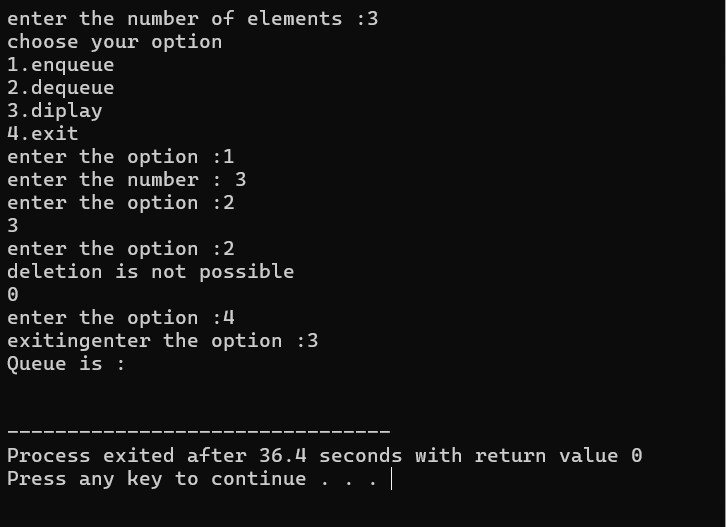 enter the number of elements :3
choose your option
1.enqueue
2.dequeue
3.diplay
4.exit
enter the option :1
enter the number : 3
enter the option :2
3
enter the option :2
deletion is not possible
0
enter the option :4
exitingenter the option :3
Queue is :
--------------------------------
Process exited after 36.4 seconds with return value 0
Press any key to continue . . .